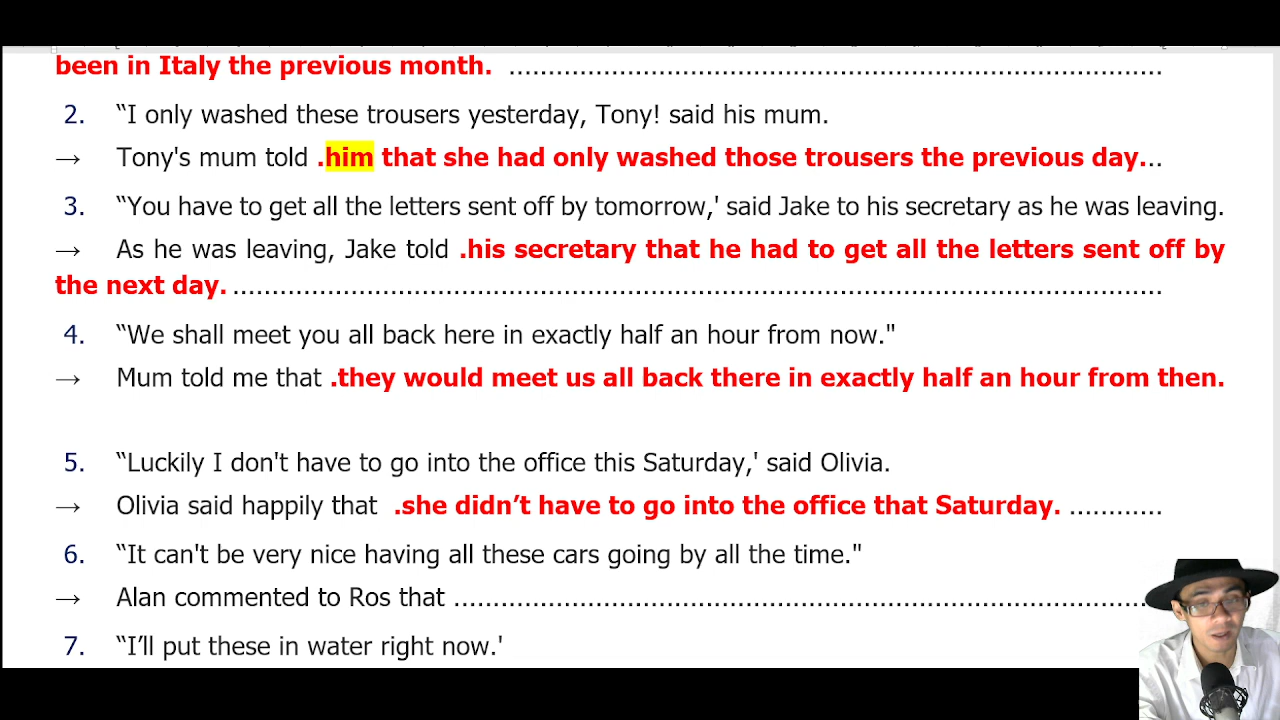 been in Italy the previous month. ..................................................................................
2. “I only washed these trousers yesterday, Tony! said his mum.
→ Tony's mum told .him that she had only washed those trousers the previous day...
3. “You have to get all the letters sent off by tomorrow,' said Jake to his secretary as he was leaving.
→ As he was leaving, Jake told .his secretary that he had to get all the letters sent off by
the next day.......................................................................................................................
4. “We shall meet you all back here in exactly half an hour from now."
→ Mum told me that .they would meet us all back there in exactly half an hour from then.
5. “Luckily I don't have to go into the office this Saturday,' said Olivia.
→ Olivia said happily that .she didn’t have to go into the office that Saturday. ............
6. “It can't be very nice having all these cars going by all the time."
→ Alan commented to Ros that ........................................................................................
7. “I’ll put these in water right now.'